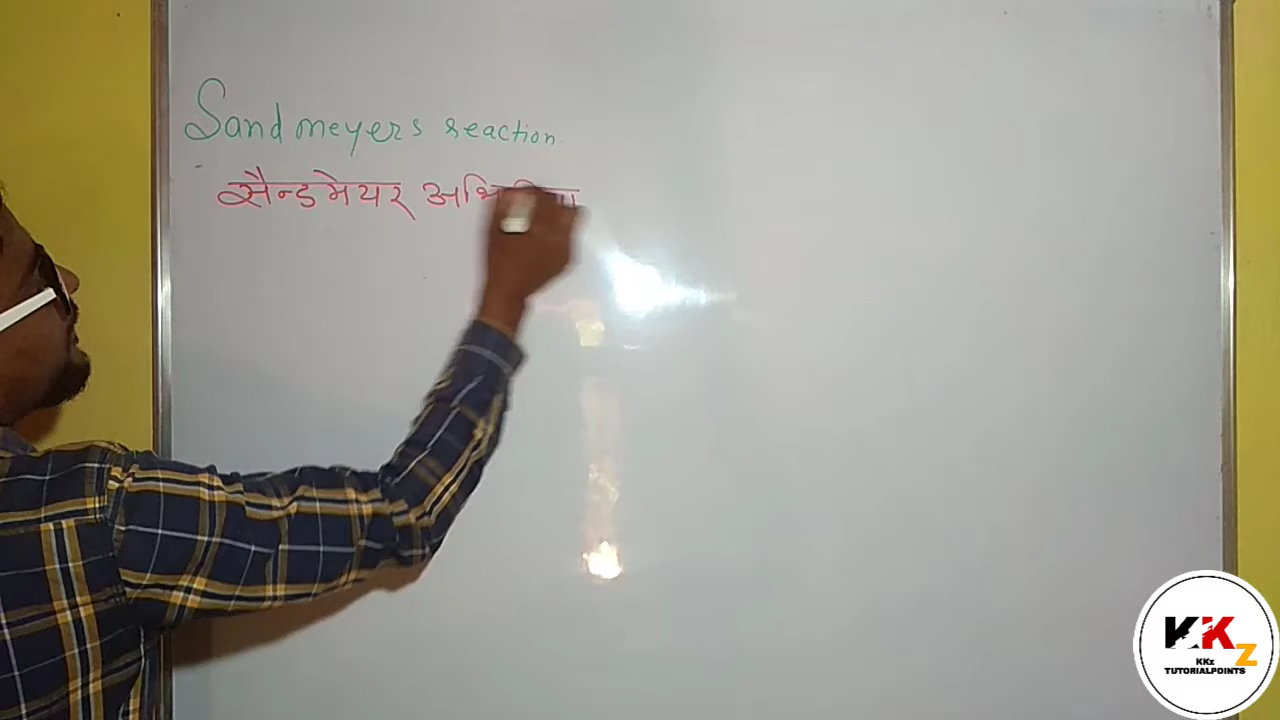 Sandmeyers reaction
सैन्डमेयर
KKz
KKz
TUTORIALPOINTS